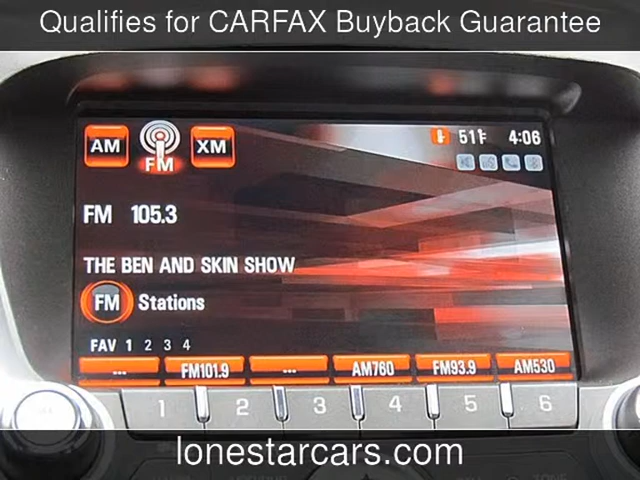 Qualifies for CARFAX Buyback Guarantee
AM FM XM 51°F 4:06
FM 105.3
THE BEN AND SKIN SHOW
FM Stations
FAV 1 2 3 4
... FM101.9 ... AM760 FM93.9 AM530
1 2 3 4 5 6
lonestarcars.com